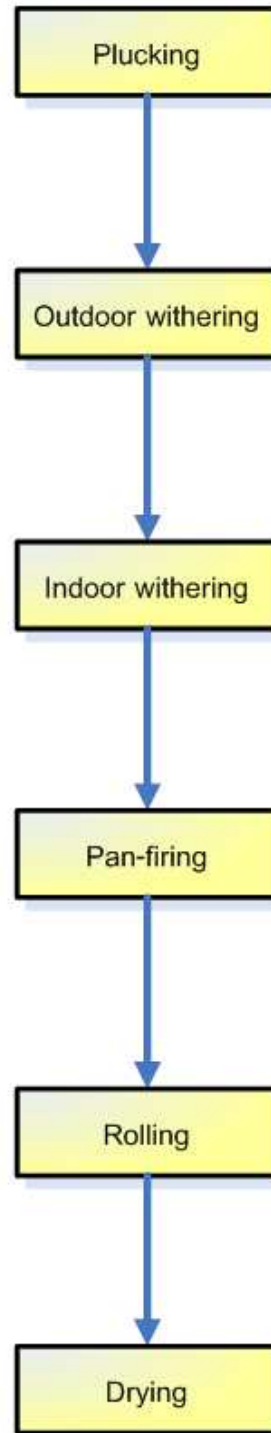 Plucking
Outdoor withering
Indoor withering
Pan-firing
Rolling
Drying